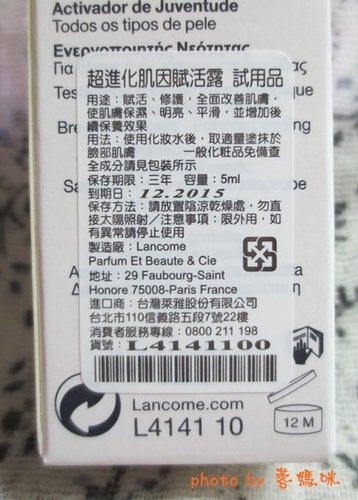 Activador de Juventude
Todos os tipos de pele
Ενεργοποιητής Νεότητας
Για
Tes
Bre
Sa
超進化肌因賦活露 試用品
用途: 賦活、修護, 全面改善肌膚,
使肌膚保濕、明亮、平滑, 並增加後
續保養效果
用法: 使用化妝水後, 取適量塗抹於
臉部肌膚 一般化粧品免備查
全成分請見包裝所示
保存期限: 三年 容量: 5ml
到期日: 12.2015
保存方法: 請放置陰涼乾燥處, 勿直
接太陽照射/注意事項: 限外用, 如
有異常請停止使用
製造廠: Lancome
Parfum Et Beaute & Cie
地址: 29 Faubourg-Saint
Honore 75008-Paris France
進口商: 台灣萊雅股份有限公司
台北市110信義路五段7號57樓
消費者服務專線: 0800 211 198
貨號: L4141100
Lancome.com
L4141 10
12 M
photo by 蓉媽咪